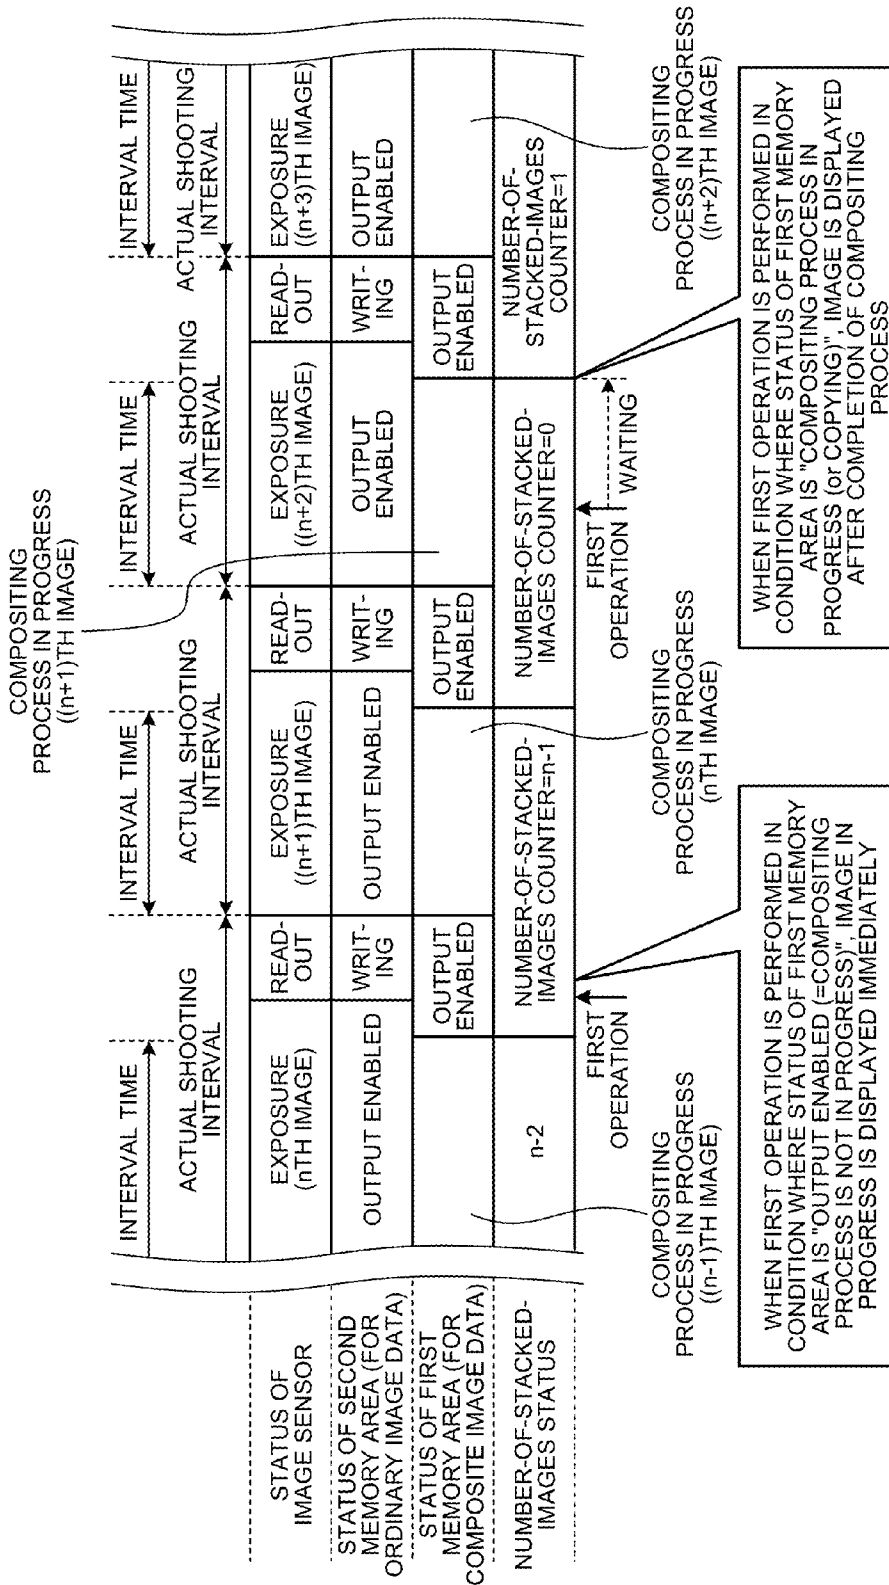 COMPOSITING
PROCESS IN PROGRESS
((n+1)TH IMAGE)
INTERVAL TIME
INTERVAL TIME
INTERVAL TIME
INTERVAL TIME
ACTUAL SHOOTING
INTERVAL
ACTUAL SHOOTING
INTERVAL
ACTUAL SHOOTING
INTERVAL
ACTUAL SHOOTING
INTERVAL
STATUS OF
IMAGE SENSOR
EXPOSURE
(nTH IMAGE)
READ-
OUT
EXPOSURE
((n+1)TH IMAGE)
READ-
OUT
EXPOSURE
((n+2)TH IMAGE)
READ-
OUT
EXPOSURE
((n+3)TH IMAGE)
STATUS OF SECOND
MEMORY AREA (FOR
ORDINARY IMAGE DATA)
OUTPUT ENABLED
WRIT-
ING
OUTPUT ENABLED
WRIT-
ING
OUTPUT
ENABLED
WRIT-
ING
OUTPUT
ENABLED
STATUS OF FIRST
MEMORY AREA (FOR
COMPOSITE IMAGE DATA)
OUTPUT
ENABLED
OUTPUT
ENABLED
OUTPUT
ENABLED
NUMBER-OF-STACKED-
IMAGES STATUS
n-2
NUMBER-OF-STACKED-
IMAGES COUNTER=n-1
NUMBER-OF-STACKED-
IMAGES COUNTER=0
NUMBER-OF-
STACKED-IMAGES
COUNTER=1
FIRST
OPERATION
FIRST
OPERATION
WAITING
COMPOSITING
PROCESS IN PROGRESS
((n-1)TH IMAGE)
COMPOSITING
PROCESS IN PROGRESS
(nTH IMAGE)
COMPOSITING
PROCESS IN PROGRESS
((n+2)TH IMAGE)
WHEN FIRST OPERATION IS PERFORMED IN
CONDITION WHERE STATUS OF FIRST MEMORY
AREA IS "OUTPUT ENABLED (=COMPOSITING
PROCESS IS NOT IN PROGRESS)", IMAGE IN
PROGRESS IS DISPLAYED IMMEDIATELY
WHEN FIRST OPERATION IS PERFORMED IN
CONDITION WHERE STATUS OF FIRST MEMORY
AREA IS "COMPOSITING PROCESS IN
PROGRESS (or COPYING)", IMAGE IS DISPLAYED
AFTER COMPLETION OF COMPOSITING
PROCESS